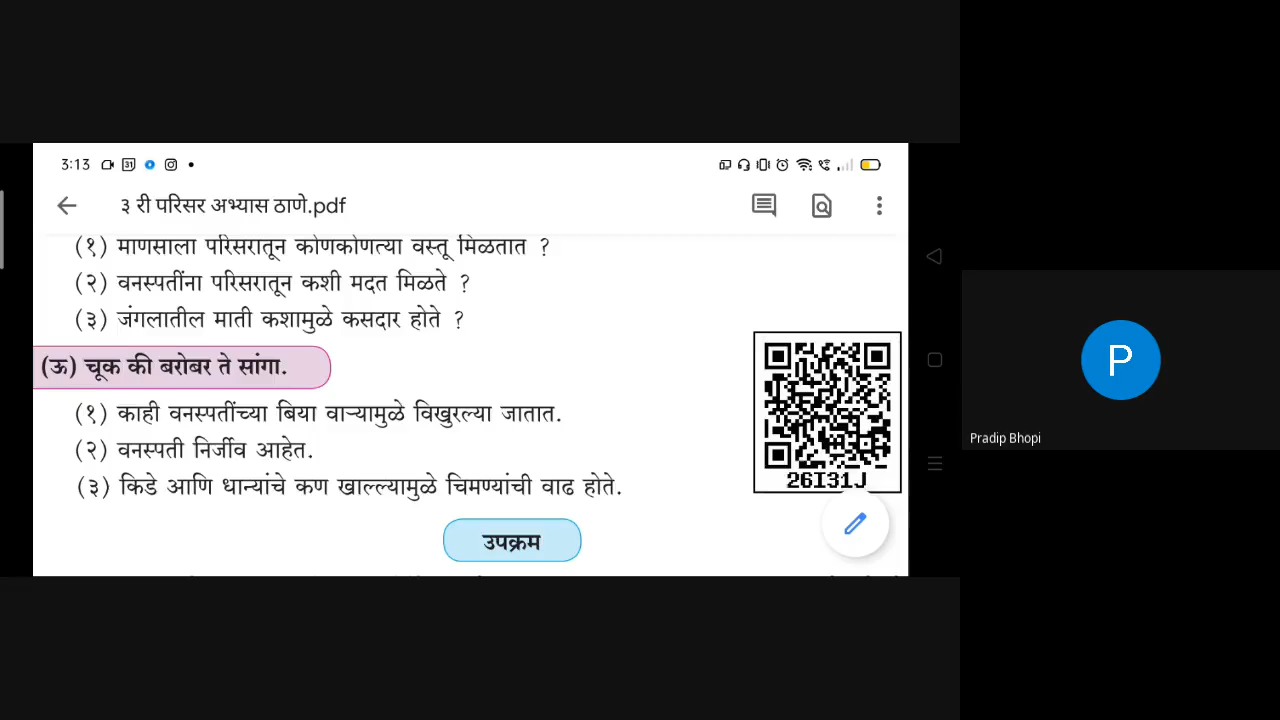 3:13
31
३ री परिसर अभ्यास ठाणे.pdf
(१) माणसाला परिसरातून कोणकोणत्या वस्तू मिळतात ?
(२) वनस्पतींना परिसरातून कशी मदत मिळते ?
(३) जंगलातील माती कशामुळे कसदार होते ?
(ऊ) चूक की बरोबर ते सांगा.
(१) काही वनस्पतींच्या बिया वाऱ्यामुळे विखुरल्या जातात.
(२) वनस्पती निर्जीव आहेत.
(३) किडे आणि धान्यांचे कण खाल्ल्यामुळे चिमण्यांची वाढ होते.
26I31J
उपक्रम
P
Pradip Bhopi